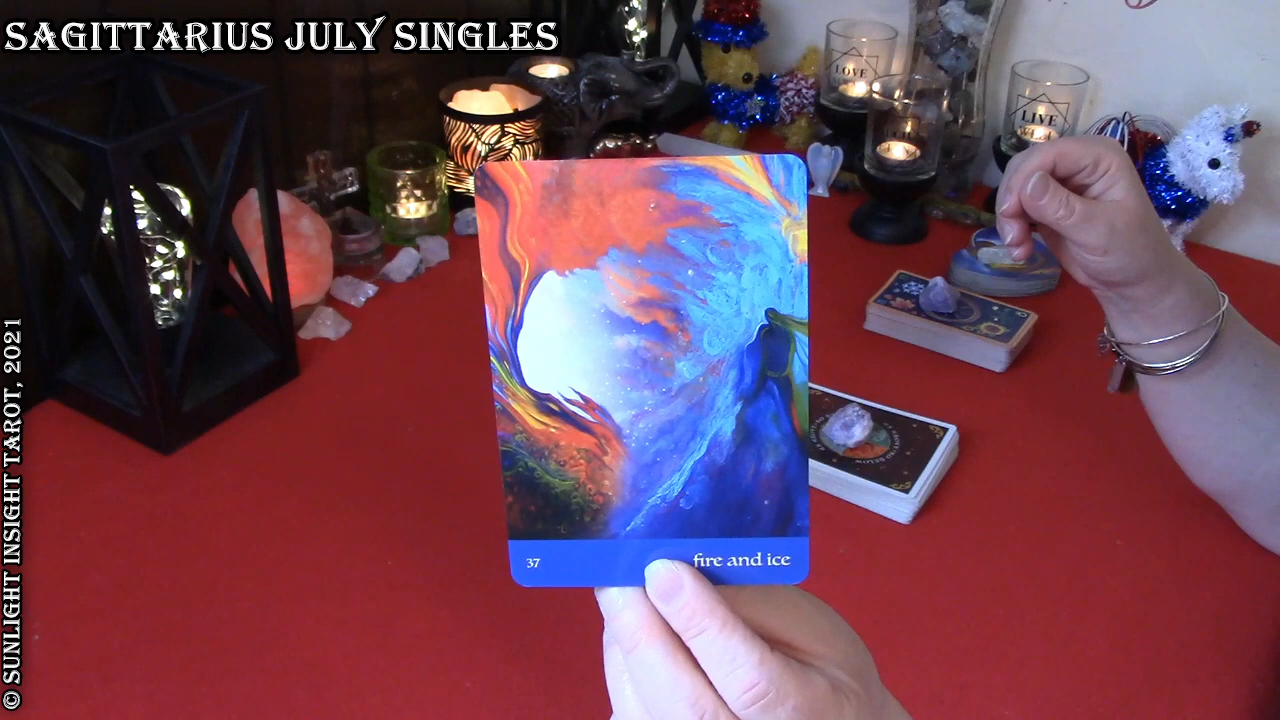 SAGITTARIUS JULY SINGLES
© SUNLIGHT INSIGHT TAROT, 2021
LOVE
LIVE
37
fire and ice